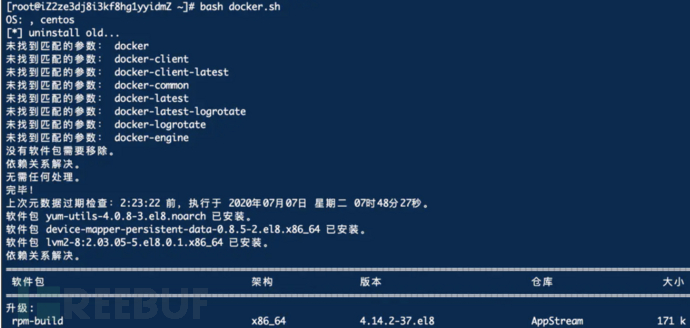 [root@iZ2ze3dj8i3kf8hg1yyidmZ ~]# bash docker.sh
OS: , centos
[*] uninstall old...
未找到匹配的参数： docker
未找到匹配的参数： docker-client
未找到匹配的参数： docker-client-latest
未找到匹配的参数： docker-common
未找到匹配的参数： docker-latest
未找到匹配的参数： docker-latest-logrotate
未找到匹配的参数： docker-logrotate
未找到匹配的参数： docker-engine
没有软件包需要移除。
依赖关系解决。
无需任何处理。
完毕！
上次元数据过期检查：2:23:22 前，执行于 2020年07月07日 星期二 07时48分27秒。
软件包 yum-utils-4.0.8-3.el8.noarch 已安装。
软件包 device-mapper-persistent-data-0.8.5-2.el8.x86_64 已安装。
软件包 lvm2-8:2.03.05-5.el8.0.1.x86_64 已安装。
依赖关系解决。
软件包 架构 版本 仓库 大小
升级:
rpm-build x86_64 4.14.2-37.el8 AppStream 171 k
REEBUF